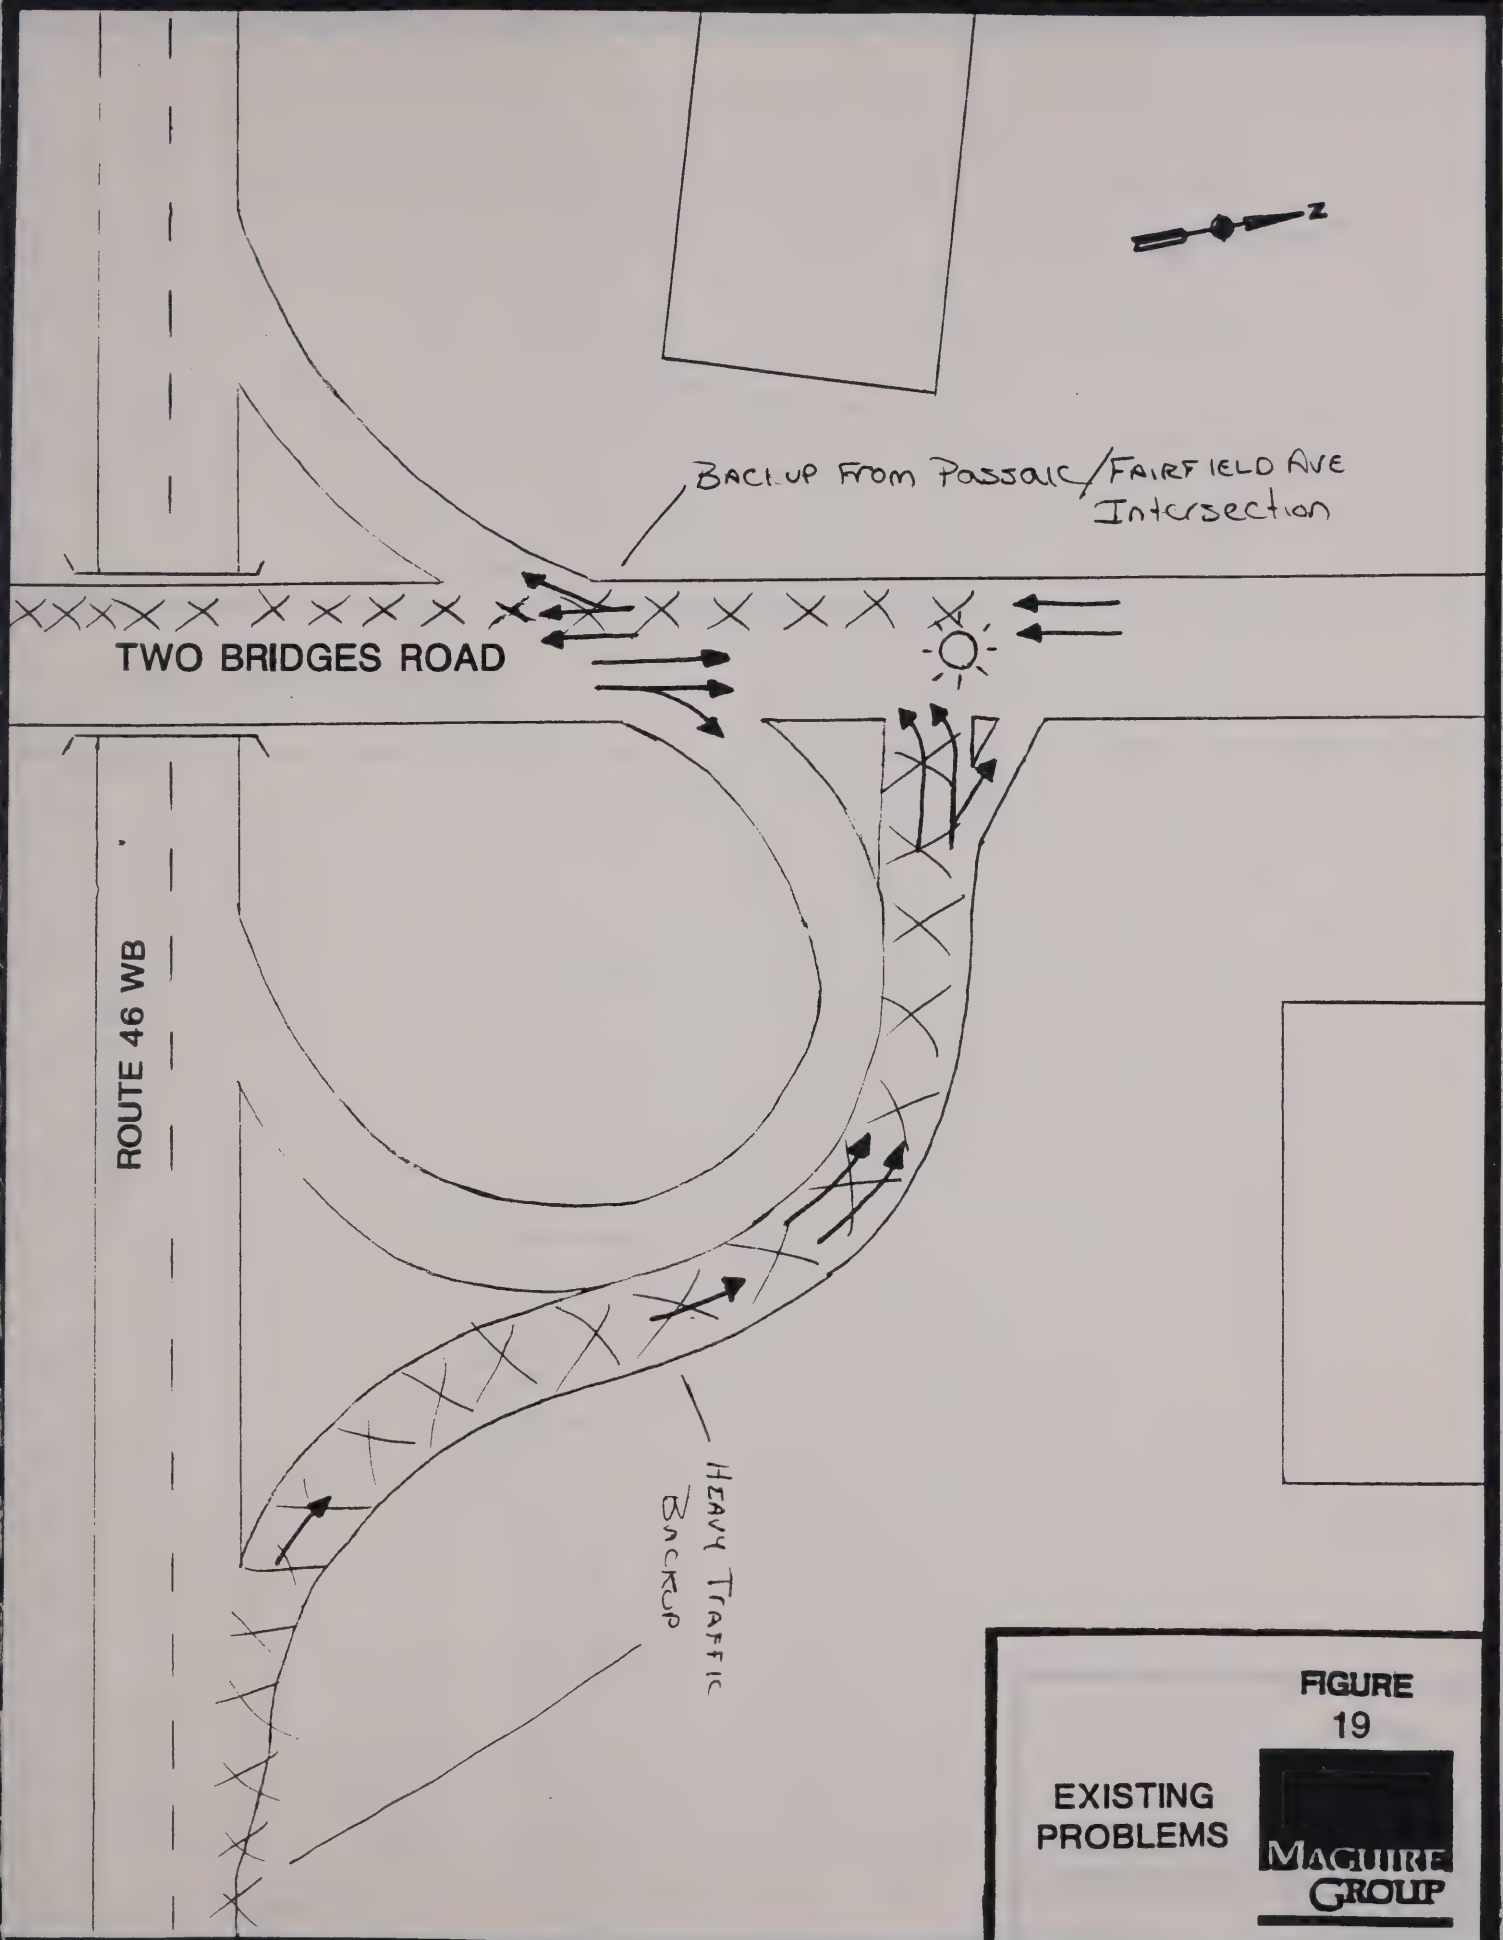 Z
BACKUP From Passaic/FAIRFIELD AVE
Intersection
TWO BRIDGES ROAD
ROUTE 46 WB
HEAVY TRAFFIC
BACKUP
FIGURE
19
EXISTING
PROBLEMS
MAGUIRE
GROUP